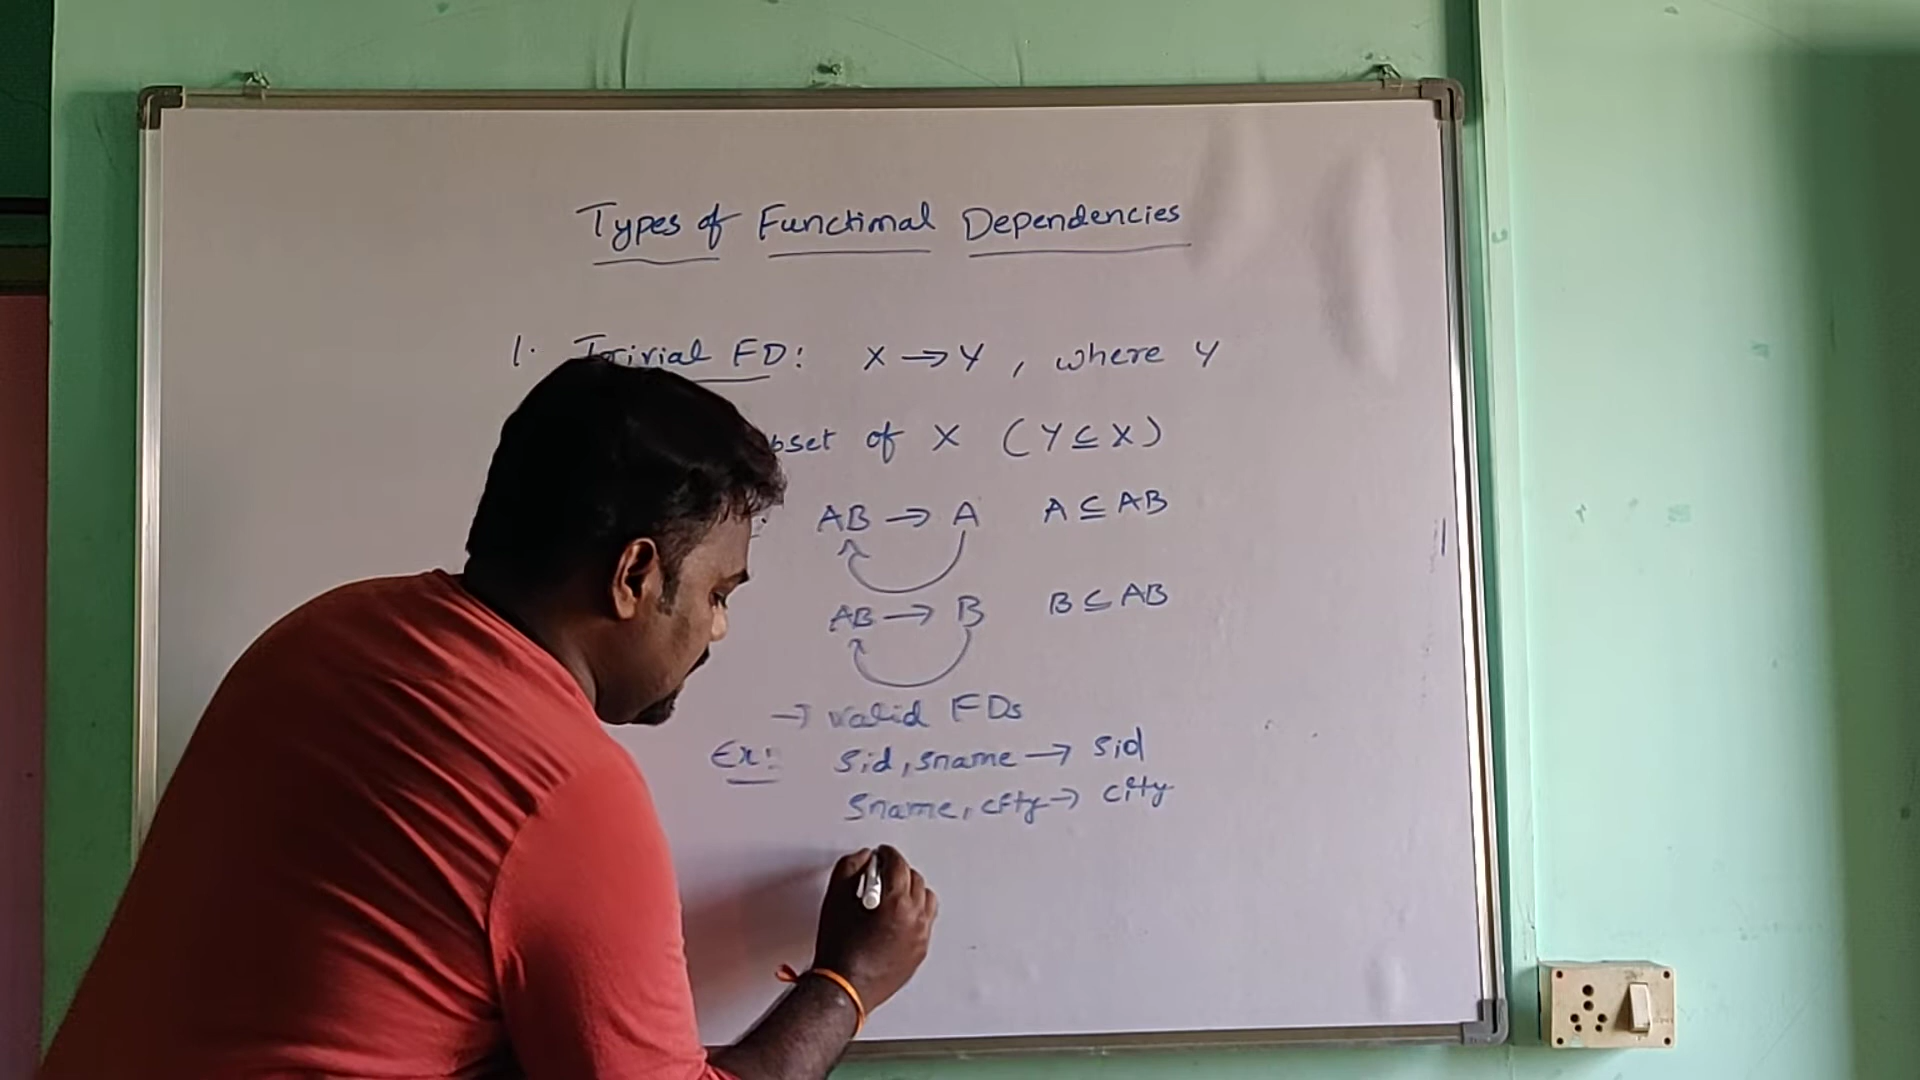 Types of Functional Dependencies
1. Trivial FD: X → Y, where Y
of X (Y ⊆ X)
AB → A A ⊆ AB
AB → B B ⊆ AB
→ Valid FDs
Ex: Sid, Sname → Sid
Sname, City → City